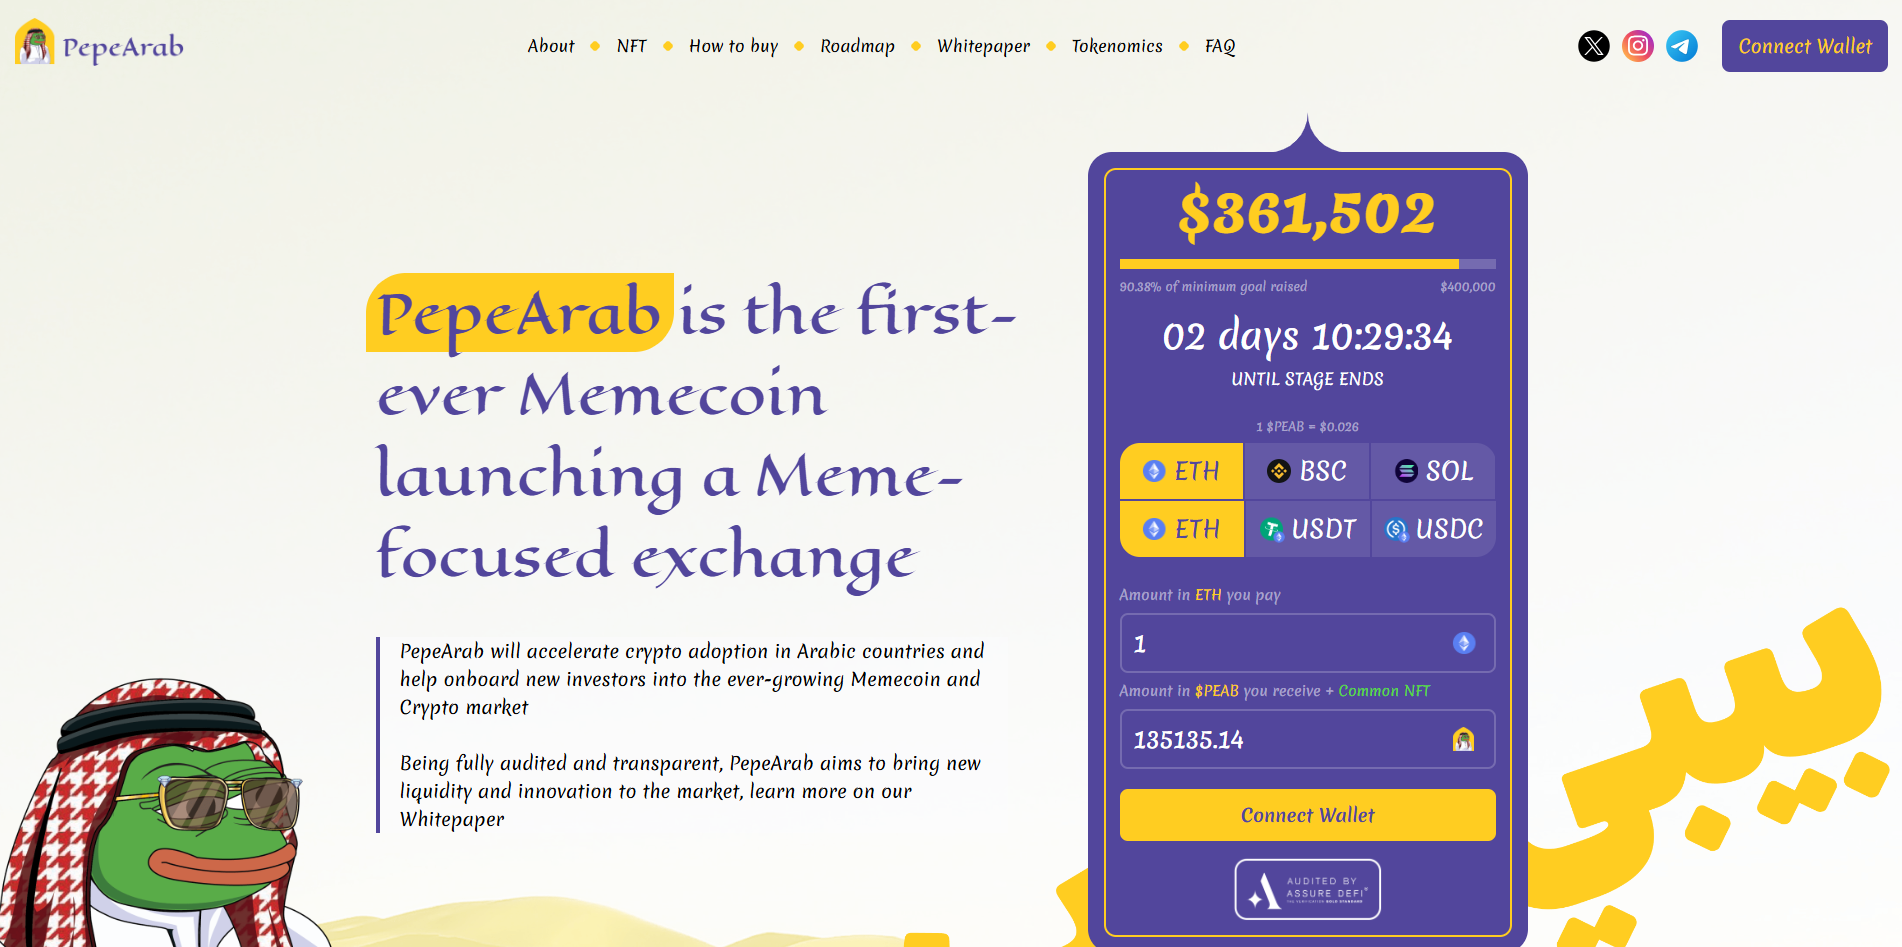 PepeArab
About
NFT
How to buy
Roadmap
Whitepaper
Tokenomics
FAQ
Connect Wallet
PepeArab is the first-
ever Memecoin
launching a Meme-
focused exchange
PepeArab will accelerate crypto adoption in Arabic countries and
help onboard new investors into the ever-growing Memecoin and
Crypto market
Being fully audited and transparent, PepeArab aims to bring new
liquidity and innovation to the market, learn more on our
Whitepaper
$361,502
90.38% of minimum goal raised
$400,000
02 days 10:29:34
UNTIL STAGE ENDS
1 $PEAB = $0.026
ETH
BSC
SOL
ETH
USDT
USDC
Amount in ETH you pay
1
Amount in $PEAB you receive + Common NFT
135135.14
Connect Wallet
AUDITED BY
ASSURE DEFI